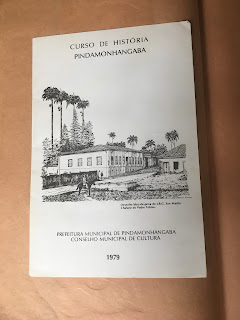 CURSO DE HISTÓRIA
PINDAMONHANGABA
PREFEITURA MUNICIPAL DE PINDAMONHANGABA
CONSELHO MUNICIPAL DE CULTURA
1979